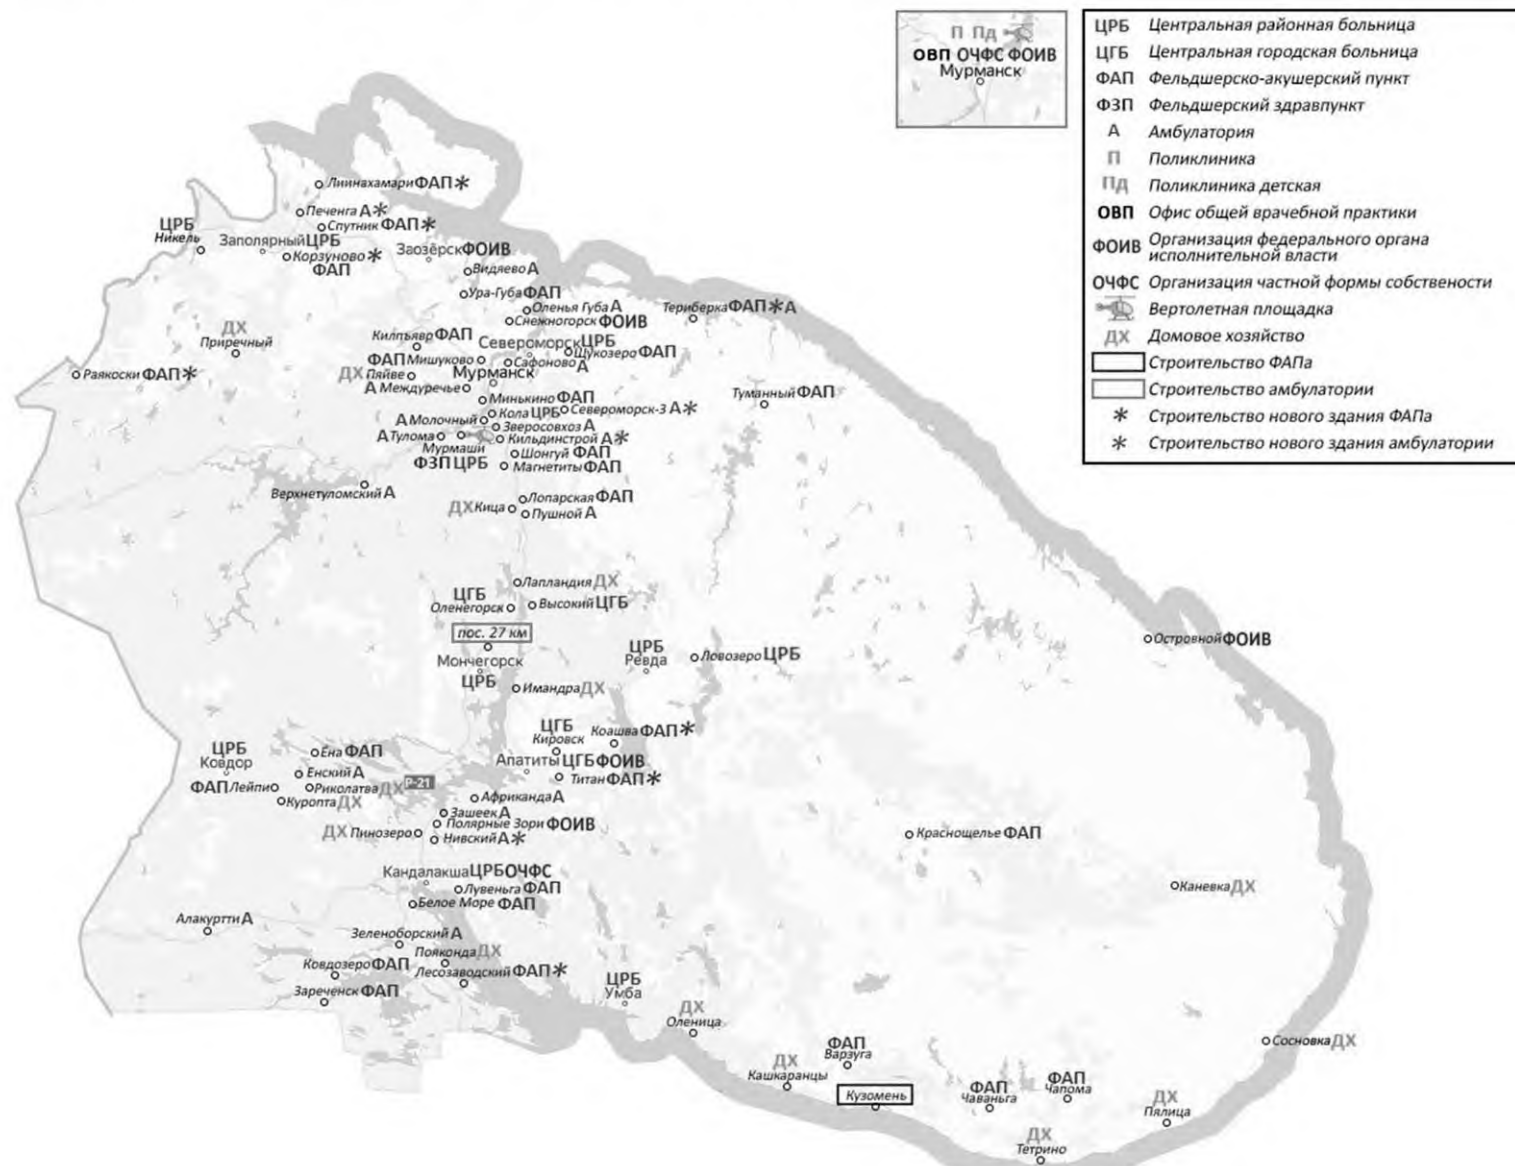 П Пд
ОВП ОЧФС ФОИВ
Мурманск
ЦРБ Центральная районная больница
ЦГБ Центральная городская больница
ФАП Фельдшерско-акушерский пункт
ФЗП Фельдшерский здравпункт
А Амбулатория
П Поликлиника
Пд Поликлиника детская
ОВП Офис общей врачебной практики
ФОИВ Организация федерального органа
исполнительной власти
ОЧФС Организация частной формы собствености
Вертолетная площадка
ДХ Домовое хозяйство
Строительство ФАПа
Строительство амбулатории
* Строительство нового здания ФАПа
* Строительство нового здания амбулатории
Лиинахамари ФАП *
Печенга А *
Спутник ФАП *
ЦРБ
Никель
Заполярный ЦРБ
Корзуново *
ФАП
Заозёрск ФОИВ
Видяево А
Ура-Губа ФАП
Оленья Губа А
Снежногорск ФОИВ
Териберка ФАП * А
ДХ
Приречный
Килпъявр ФАП
Североморск ЦРБ
Щукозеро ФАП
ФАП Мишуково
Сафоново А
Раякоски ФАП *
ДХ Пяйве
Мурманск
А Междуречье
Туманный ФАП
Минькино ФАП
Кола ЦРБ
Североморск-3 А *
А Молочный
Зверосовхоз А
А Тулома
Мурмаши
ФЗП ЦРБ
Кильдинстрой А *
Шонгуй ФАП
Магнетиты ФАП
Верхнетуломский А
Лопарская ФАП
ДХ Кица
Пушной А
Лапландия ДХ
ЦГБ
Оленегорск
Высокий ЦГБ
пос. 27 км
Мончегорск
ЦРБ
ЦРБ
Ревда
Ловозеро ЦРБ
Островной ФОИВ
Имандра ДХ
ЦГБ
Кировск
Коашва ФАП *
Апатиты ЦГБ ФОИВ
Титан ФАП *
ЦРБ
Ковдор
Ёна ФАП
Енский А
ФАП Лейпи
Риколатва ДХ
Р-21
Куропта ДХ
Африканда А
Зашеек А
Полярные Зори ФОИВ
ДХ Пинозеро
Нивский А *
Краснощелье ФАП
Кандалакша ЦРБ ОЧФС
Лувеньга ФАП
Белое Море ФАП
Каневка ДХ
Алакуртти А
Зеленоборский А
Пояконда ДХ
Ковдозеро ФАП
Лесозаводский ФАП *
Зареченск ФАП
ЦРБ
Умба
ДХ
Оленица
Сосновка ДХ
ФАП
Варзуга
ДХ
Кашкаранцы
Кузомень
ФАП
Чаваньга
ФАП
Чапома
ДХ
Пялица
ДХ
Тетрино